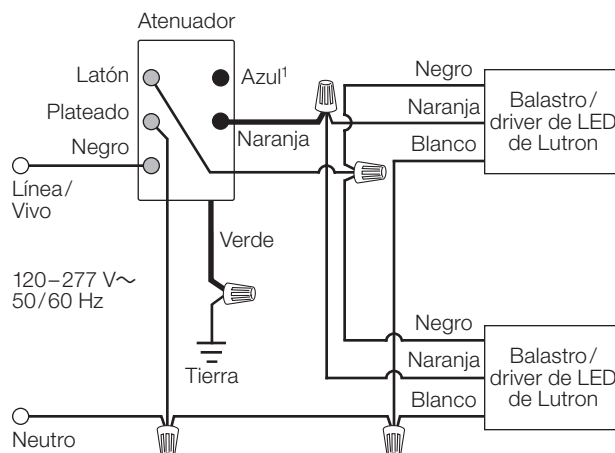 Atenuador
Latón
Azul¹
Plateado
Naranja
Negro
Línea/
Vivo
Verde
120–277 V~
50/60 Hz
Tierra
Neutro
Negro
Naranja
Blanco
Balastro/
driver de LED
de Lutron
Negro
Naranja
Blanco
Balastro/
driver de LED
de Lutron